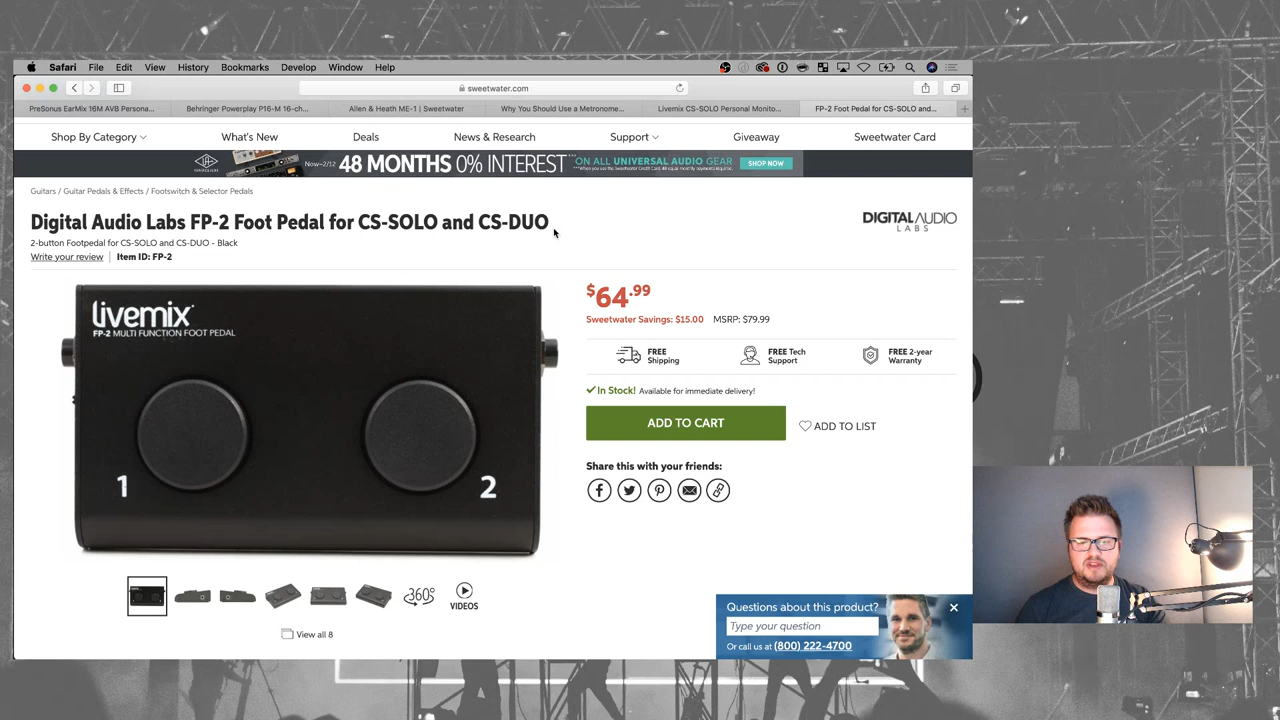 Safari File Edit View History Bookmarks Develop Window Help
sweetwater.com
PreSonus EarMix 16M AVB Persona... Behringer Powerplay P16-M 16-ch... Allen & Heath ME-1 | Sweetwater Why You Should Use a Metronome... Livemix CS-SOLO Personal Monito... FP-2 Foot Pedal for CS-SOLO and...
Shop By Category What's New Deals News & Research Support Giveaway Sweetwater Card
Now–2/12 48 MONTHS 0% INTEREST ON ALL UNIVERSAL AUDIO GEAR SHOP NOW
Guitars / Guitar Pedals & Effects / Footswitch & Selector Pedals
Digital Audio Labs FP-2 Foot Pedal for CS-SOLO and CS-DUO
2-button Footpedal for CS-SOLO and CS-DUO - Black
Write your review Item ID: FP-2
DIGITAL AUDIO
LABS
livemix
FP-2 MULTI FUNCTION FOOT PEDAL
1 2
$64.99
Sweetwater Savings: $15.00 MSRP: $79.99
FREE Shipping
FREE Tech Support
FREE 2-year Warranty
In Stock! Available for immediate delivery!
ADD TO CART ADD TO LIST
Share this with your friends:
360°
VIDEOS
View all 8
Questions about this product?
Type your question
Or call us at (800) 222-4700